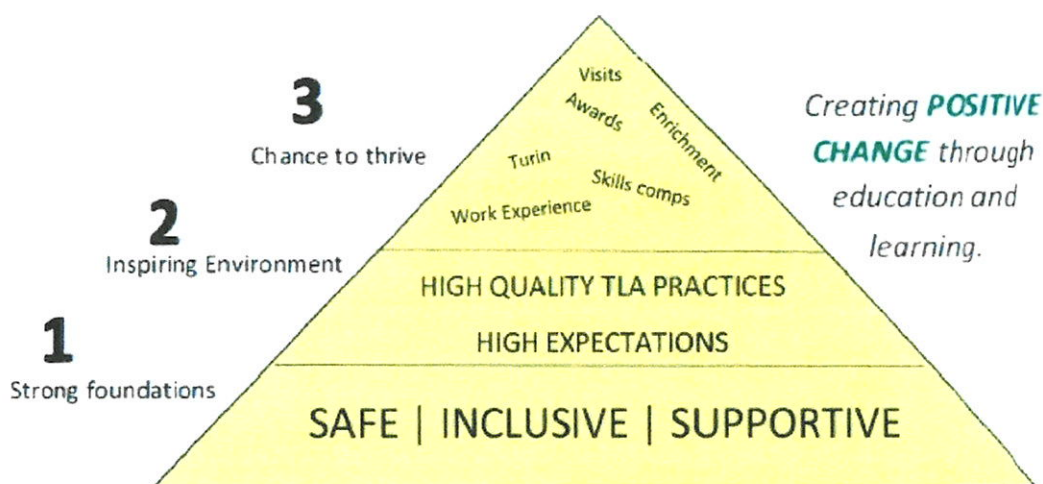 3
Chance to thrive
2
Inspiring Environment
1
Strong foundations
Visits
Awards
Enrichment
Turin
Skills comps
Work Experience
HIGH QUALITY TLA PRACTICES
HIGH EXPECTATIONS
SAFE | INCLUSIVE | SUPPORTIVE
Creating POSITIVE
CHANGE through
education and
learning.